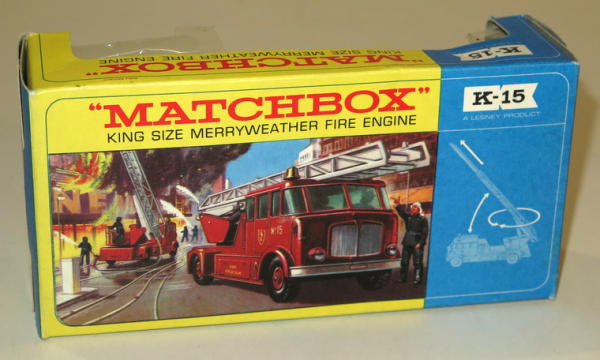 "MATCHBOX"
KING SIZE MERRYWEATHER FIRE ENGINE
K-15
"MATCHBOX"
KING SIZE MERRYWEATHER FIRE ENGINE
K-15
A LESNEY PRODUCT
K·15